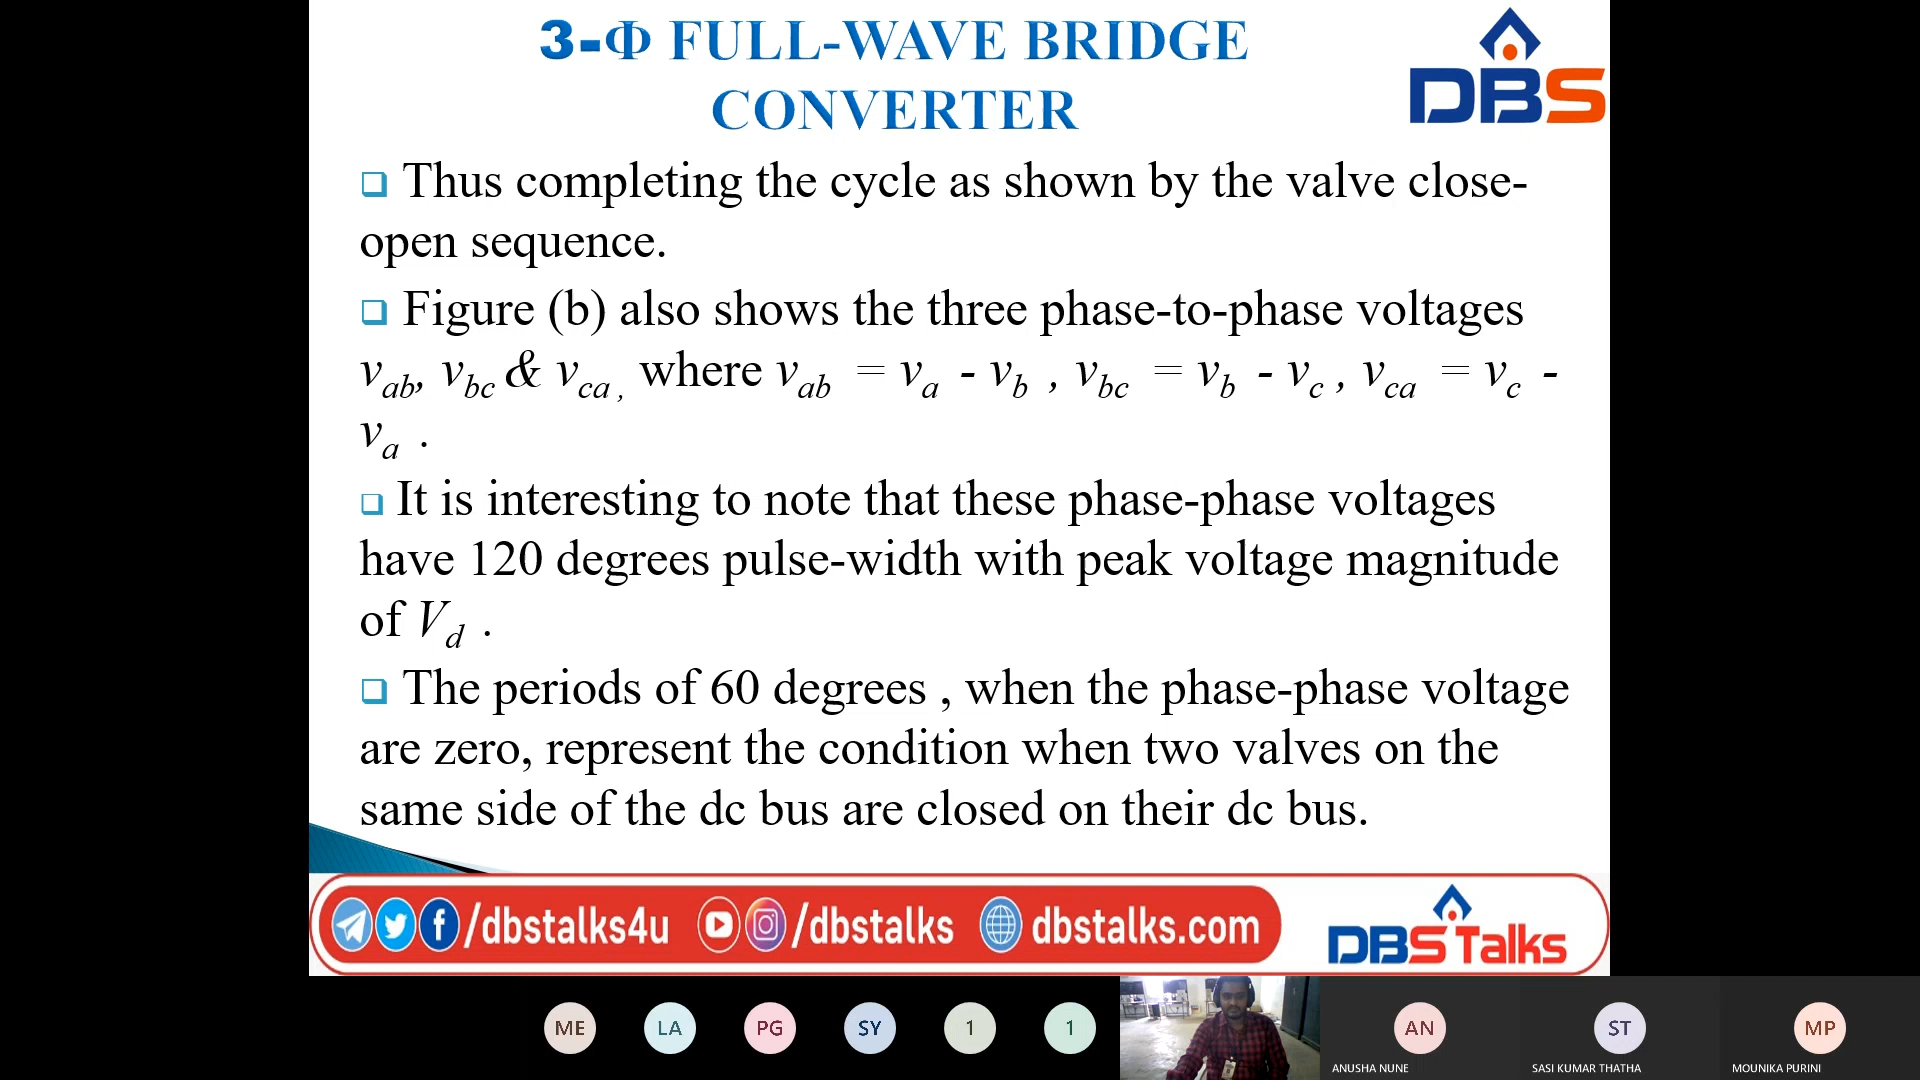 3-Φ FULL-WAVE BRIDGE
CONVERTER
DBS
Thus completing the cycle as shown by the valve close-
open sequence.
Figure (b) also shows the three phase-to-phase voltages
vab, vbc & vca , where vab = va - vb , vbc = vb - vc , vca = vc -
va .
It is interesting to note that these phase-phase voltages
have 120 degrees pulse-width with peak voltage magnitude
of Vd .
The periods of 60 degrees , when the phase-phase voltage
are zero, represent the condition when two valves on the
same side of the dc bus are closed on their dc bus.
/dbstalks4u /dbstalks dbstalks.com
DBS Talks
ME LA PG SY 1 1 AN ST MP
ANUSHA NUNE SASI KUMAR THATHA MOUNIKA PURINI